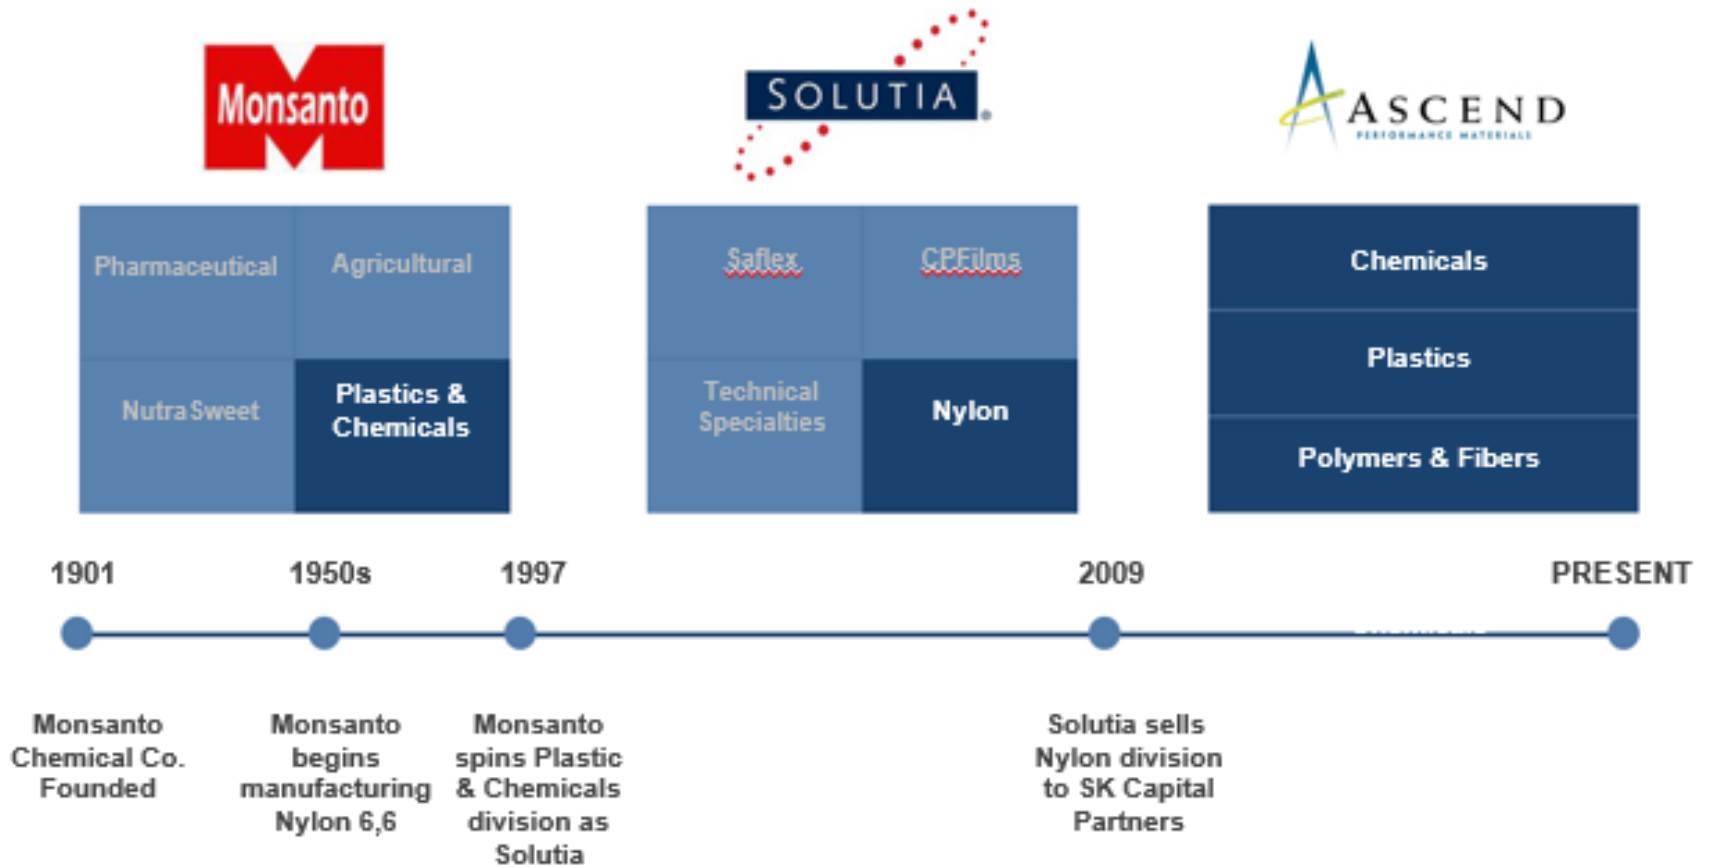 Monsanto
SOLUTIA
ASCEND
PERFORMANCE MATERIALS
Pharmaceutical
Agricultural
NutraSweet
Plastics &
Chemicals
Saflex
CPFilms
Technical
Specialties
Nylon
Chemicals
Plastics
Polymers & Fibers
1901
1950s
1997
2009
PRESENT
Monsanto
Chemical Co.
Founded
Monsanto
begins
manufacturing
Nylon 6,6
Monsanto
spins Plastic
& Chemicals
division as
Solutia
Solutia sells
Nylon division
to SK Capital
Partners